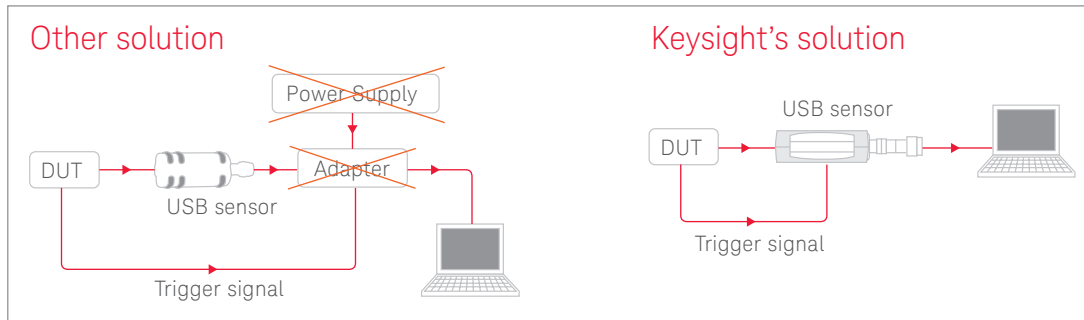 Other solution
Power Supply
DUT
Adapter
USB sensor
Trigger signal
Keysight's solution
USB sensor
DUT
Trigger signal